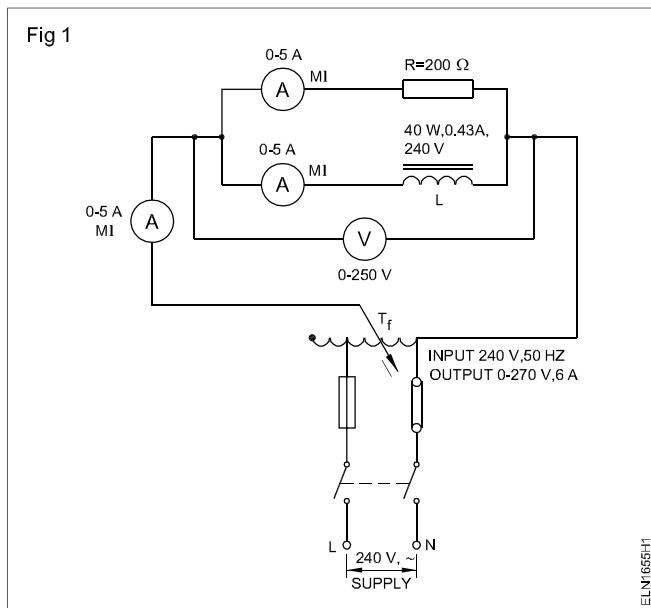 Fig 1
0-5 A
MI
R=200 Ω
A
40 W,0.43A,
240 V
0-5 A
MI
A
L
0-5 A
MI
A
V
0-250 V
Tf
INPUT 240 V,50 HZ
OUTPUT 0-270 V,6 A
L
N
240 V, ~
SUPPLY
ELN1655H1